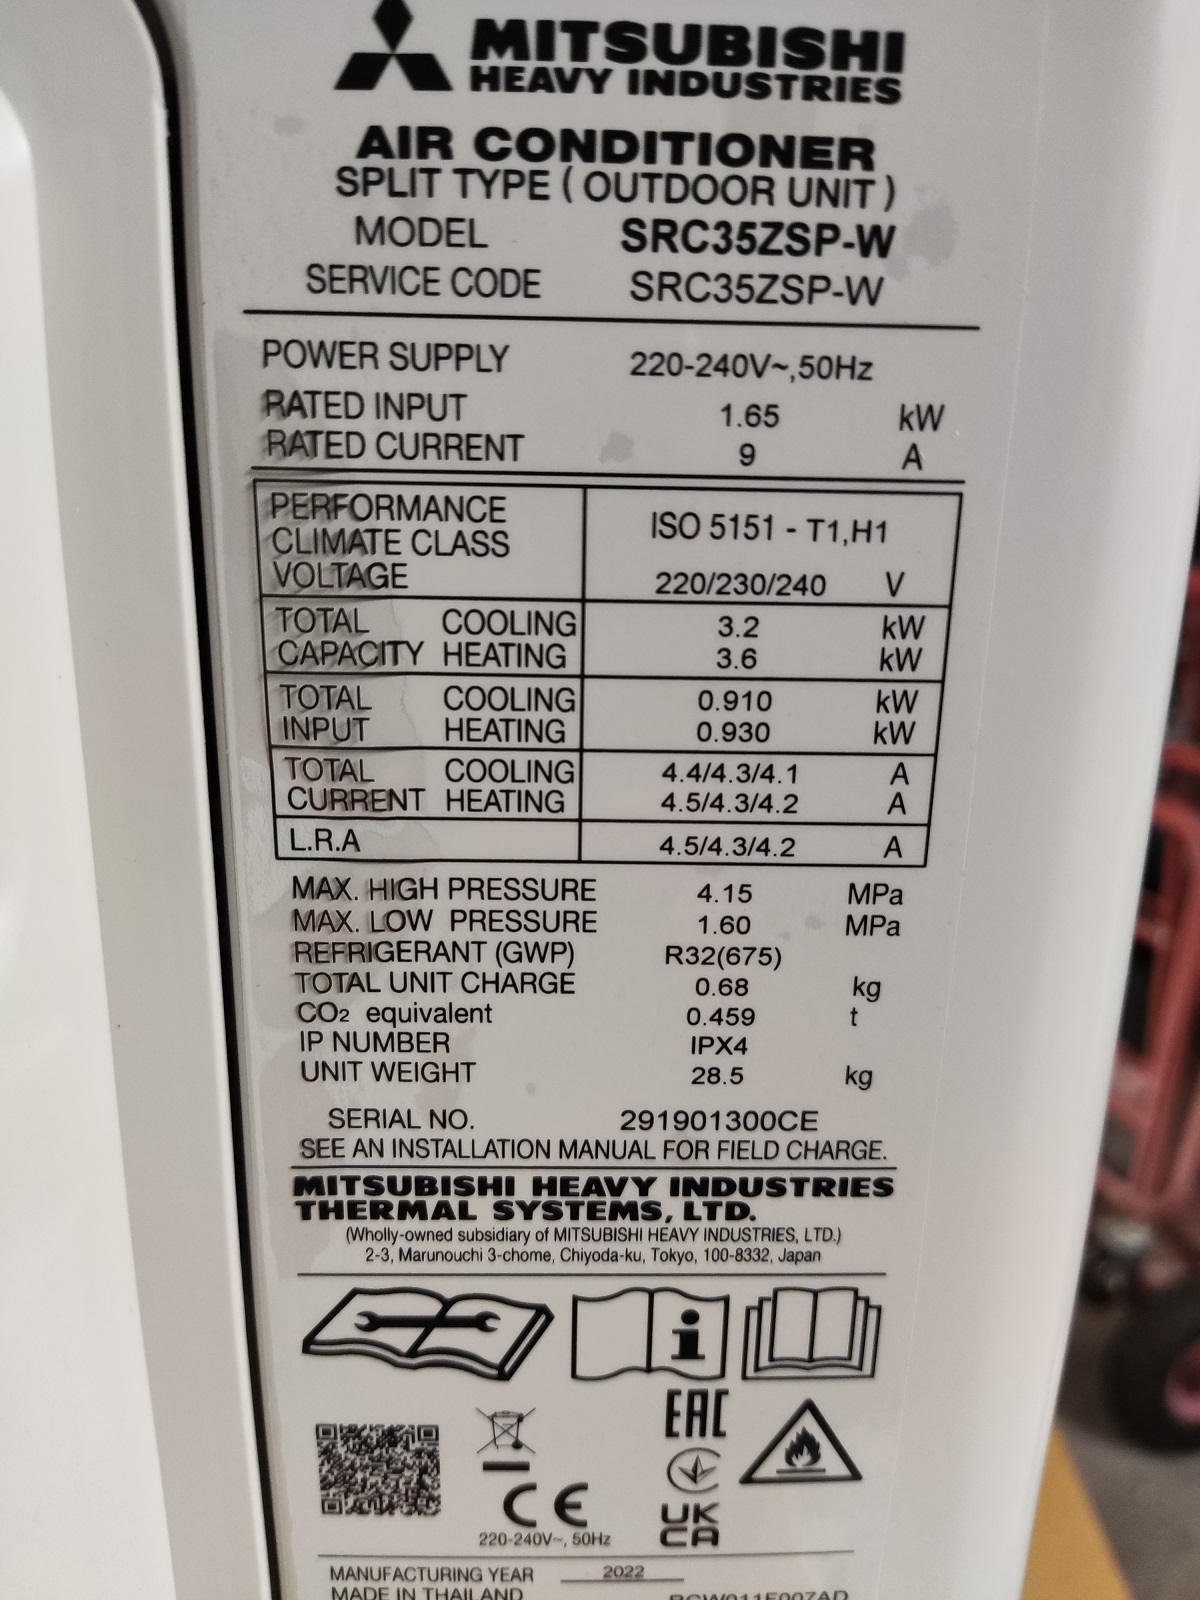 MITSUBISHI
HEAVY INDUSTRIES
AIR CONDITIONER
SPLIT TYPE ( OUTDOOR UNIT )
MODEL SRC35ZSP-W
SERVICE CODE SRC35ZSP-W
POWER SUPPLY 220-240V~,50Hz
RATED INPUT 1.65 kW
RATED CURRENT 9 A
PERFORMANCE
CLIMATE CLASS ISO 5151 - T1,H1
VOLTAGE 220/230/240 V
TOTAL COOLING 3.2 kW
CAPACITY HEATING 3.6 kW
TOTAL COOLING 0.910 kW
INPUT HEATING 0.930 kW
TOTAL COOLING 4.4/4.3/4.1 A
CURRENT HEATING 4.5/4.3/4.2 A
L.R.A 4.5/4.3/4.2 A
MAX. HIGH PRESSURE 4.15 MPa
MAX. LOW PRESSURE 1.60 MPa
REFRIGERANT (GWP) R32(675)
TOTAL UNIT CHARGE 0.68 kg
CO2 equivalent 0.459 t
IP NUMBER IPX4
UNIT WEIGHT 28.5 kg
SERIAL NO. 291901300CE
SEE AN INSTALLATION MANUAL FOR FIELD CHARGE.
MITSUBISHI HEAVY INDUSTRIES
THERMAL SYSTEMS, LTD.
(Wholly-owned subsidiary of MITSUBISHI HEAVY INDUSTRIES, LTD.)
2-3, Marunouchi 3-chome, Chiyoda-ku, Tokyo, 100-8332, Japan
i
EAC
CE
UK
CA
220-240V~, 50Hz
MANUFACTURING YEAR 2022
MADE IN THAILAND